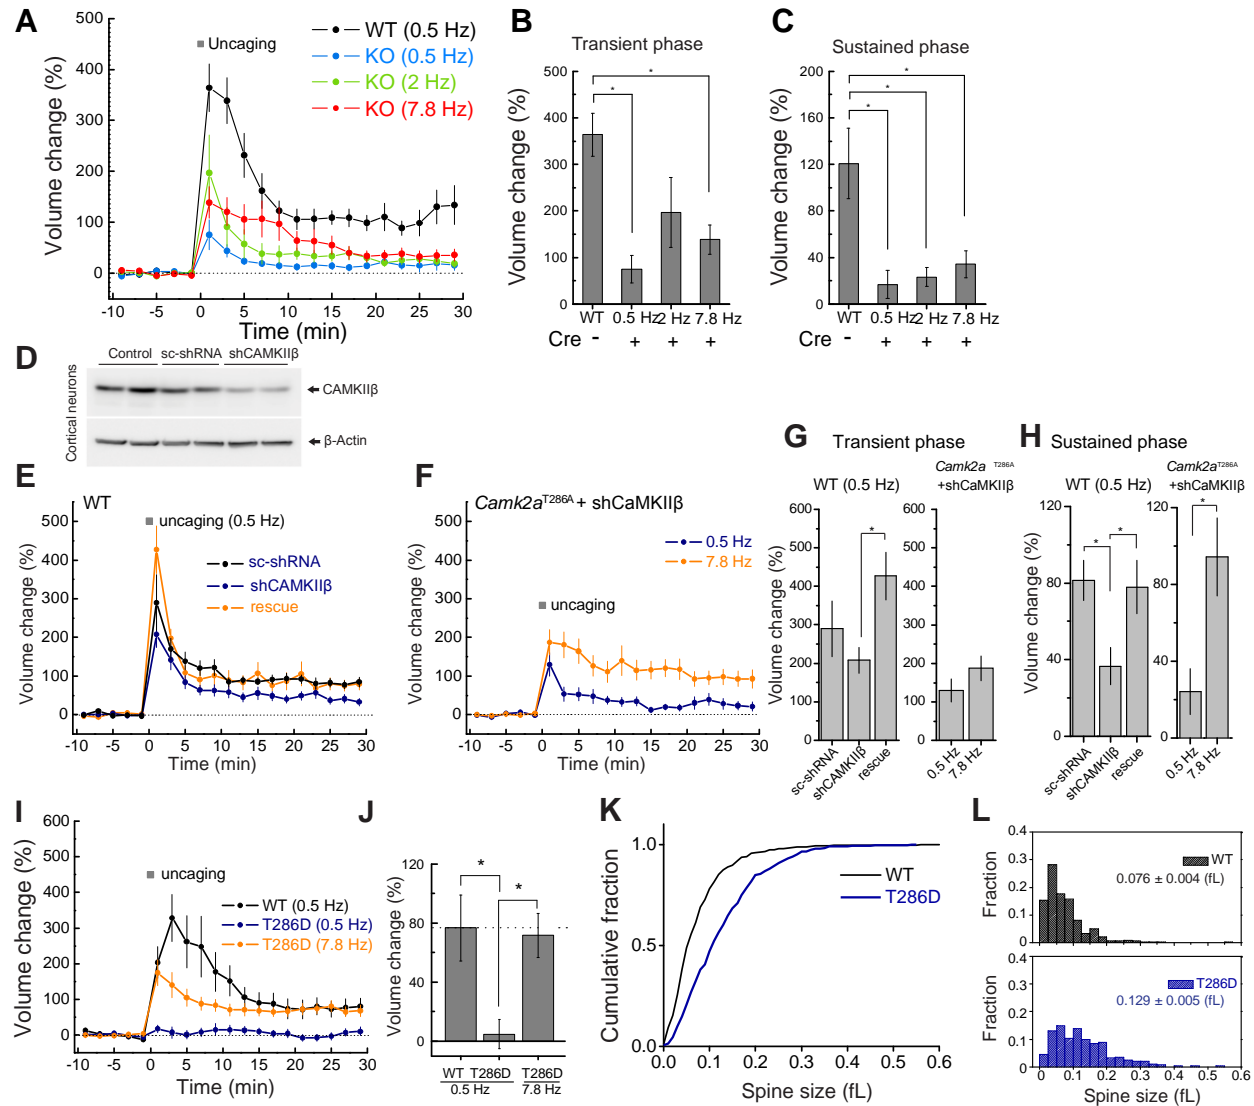 A
Volume change (%)
500
400
300
200
100
0
-10 -5 0 5 10 15 20 25 30
Time (min)
Uncaging
WT (0.5 Hz)
KO (0.5 Hz)
KO (2 Hz)
KO (7.8 Hz)
B
Transient phase
Volume change (%)
500
400
300
200
100
0
* *
WT 0.5 Hz 2 Hz 7.8 Hz
Cre - + + +
C
Sustained phase
Volume change (%)
200
160
120
80
40
0
* * *
WT 0.5 Hz 2 Hz 7.8 Hz
Cre - + + +
D
Cortical neurons
Control sc-shRNA shCAMKIIβ
CAMKIIβ
β-Actin
E
WT
Volume change (%)
500
400
300
200
100
0
-10 -5 0 5 10 15 20 25 30
Time (min)
uncaging (0.5 Hz)
sc-shRNA
shCAMKIIβ
rescue
F
Camk2a T286A + shCaMKIIβ
Volume change (%)
500
400
300
200
100
0
-10 -5 0 5 10 15 20 25 30
Time (min)
0.5 Hz
7.8 Hz
uncaging
G
Transient phase
WT (0.5 Hz)
Volume change (%)
600
500
400
300
200
100
0
*
sc-shRNA
shCAMKIIβ
rescue
Camk2a T286A
+shCaMKIIβ
600
500
400
300
200
100
0
0.5 Hz
7.8 Hz
H
Sustained phase
WT (0.5 Hz)
Volume change (%)
120
80
40
0
* *
sc-shRNA
shCAMKIIβ
rescue
Camk2a T286A
+shCaMKIIβ
120
80
40
0
*
0.5 Hz
7.8 Hz
I
Volume change (%)
600
500
400
300
200
100
0
-10 -5 0 5 10 15 20 25 30
Time (min)
uncaging
WT (0.5 Hz)
T286D (0.5 Hz)
T286D (7.8 Hz)
J
Volume change (%)
120
80
40
0
* *
WT T286D T286D
0.5 Hz 7.8 Hz
K
Cumulative fraction
1.0
0.5
0.0
0.0 0.1 0.2 0.3 0.4 0.5 0.6
Spine size (fL)
WT
T286D
L
Fraction
0.4
0.3
0.2
0.1
0
WT
0.076 ± 0.004 (fL)
Fraction
0.4
0.3
0.2
0.1
0
T286D
0.129 ± 0.005 (fL)
0 0.1 0.2 0.3 0.4 0.5 0.6
Spine size (fL)